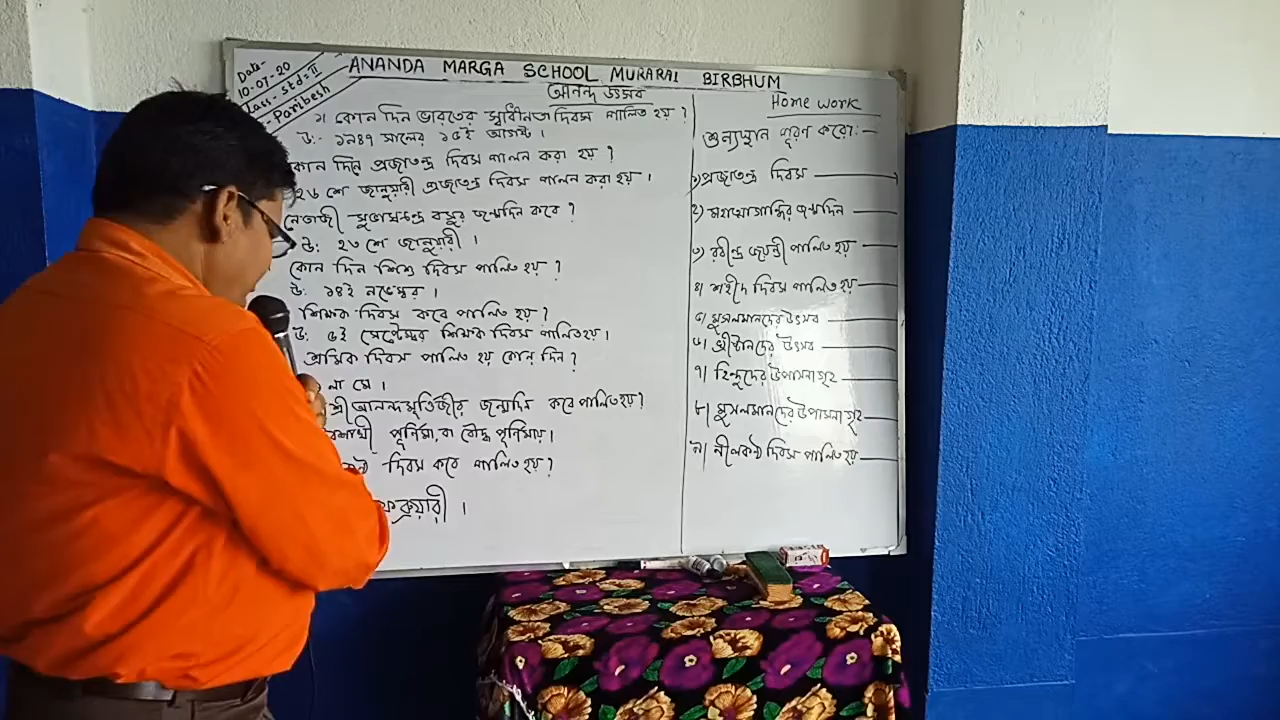 Date-
10-07-20
lass - std = II
- Paribesh
ANANDA MARGA SCHOOL MURARAI BIRBHUM
আনন্দ উৎসব
১। কোন দিন ভারতের স্বাধীনতা দিবস পালিত হয় ?
উ:- ১৯৪৭ সালের ১৫ই আগষ্ট ।
কোন দিনে প্রজাতন্ত্র দিবস পালন করা হয় ?
২৬ শে জানুয়ারী প্রজাতন্ত্র দিবস পালন করা হয় ।
নেতাজী সুভাসচন্দ্র বসুর জন্মদিন কবে ?
উ: ২৩ শে জানুয়ারী ।
কোন দিন শিশু দিবস পালিত হয় ?
উ: ১৪ই নভেম্বর ।
শিক্ষক দিবস কবে পালিত হয় ?
উ: ৫ই সেপ্টেম্বর শিক্ষক দিবস পালিত হয় ।
শ্রমিক দিবস পালিত হয় কোন দিন ?
লা মে ।
শ্রী আনন্দমূর্তিজীর জন্মদিন কবে পালিত হয় ?
বৈশাখী পূর্নিমা, বা বৌদ্ধ পূর্নিমায় ।
দিবস কবে পালিত হয় ?
ফেব্রুয়ারী ।
Home work
শুন্যস্থান পূরণ করো:-
১) প্রজাতন্ত্র দিবস
২) মহাত্মাগান্ধির জন্মদিন
৩) রবীন্দ্র জয়ন্তী পালিত হয়
৪) শহীদ দিবস পালিত হয়
৫) মুসলমানদের উৎসব
৬) খ্রীষ্টানদের উৎসব
৭) হিন্দুদের উপাসনাগৃহ
৮) মুসলমানদের উপাসনা গৃহ
৯) নীলকন্ঠ দিবস পালিত হয়